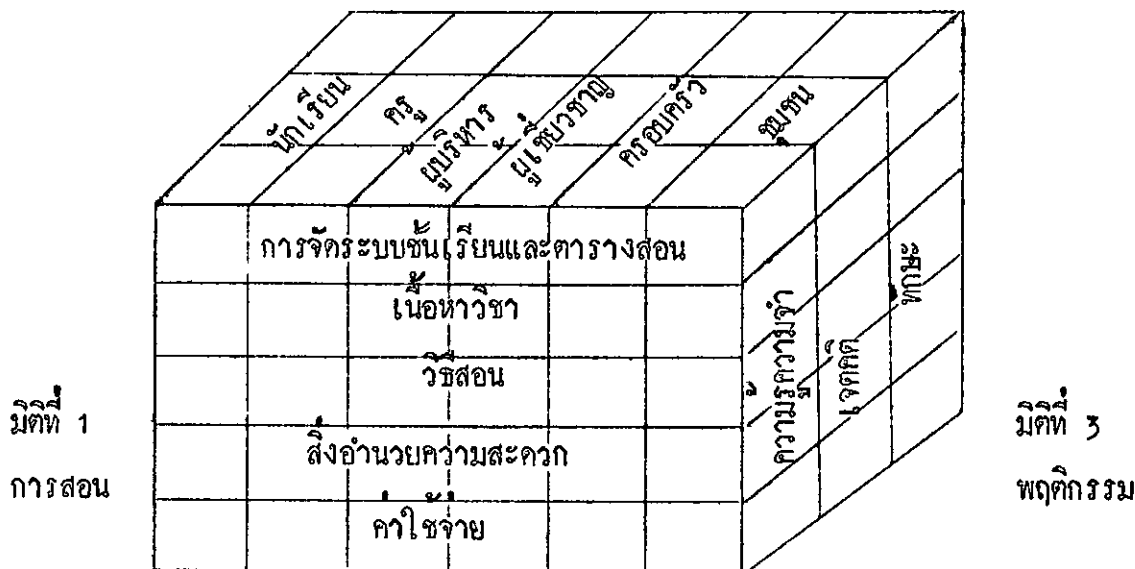 นักเรียน
ครู
ผู้บริหาร
ผู้เชี่ยวชาญ
ครอบครัว
ชุมชน
การจัดระบบชั้นเรียนและตารางสอน
เนื้อหาวิชา
วิธีสอน
สิ่งอำนวยความสะดวก
ค่าใช้จ่าย
ความรู้ความจำ
เจตคติ
ทักษะ
มิติที่ 1
การสอน
มิติที่ 3
พฤติกรรม